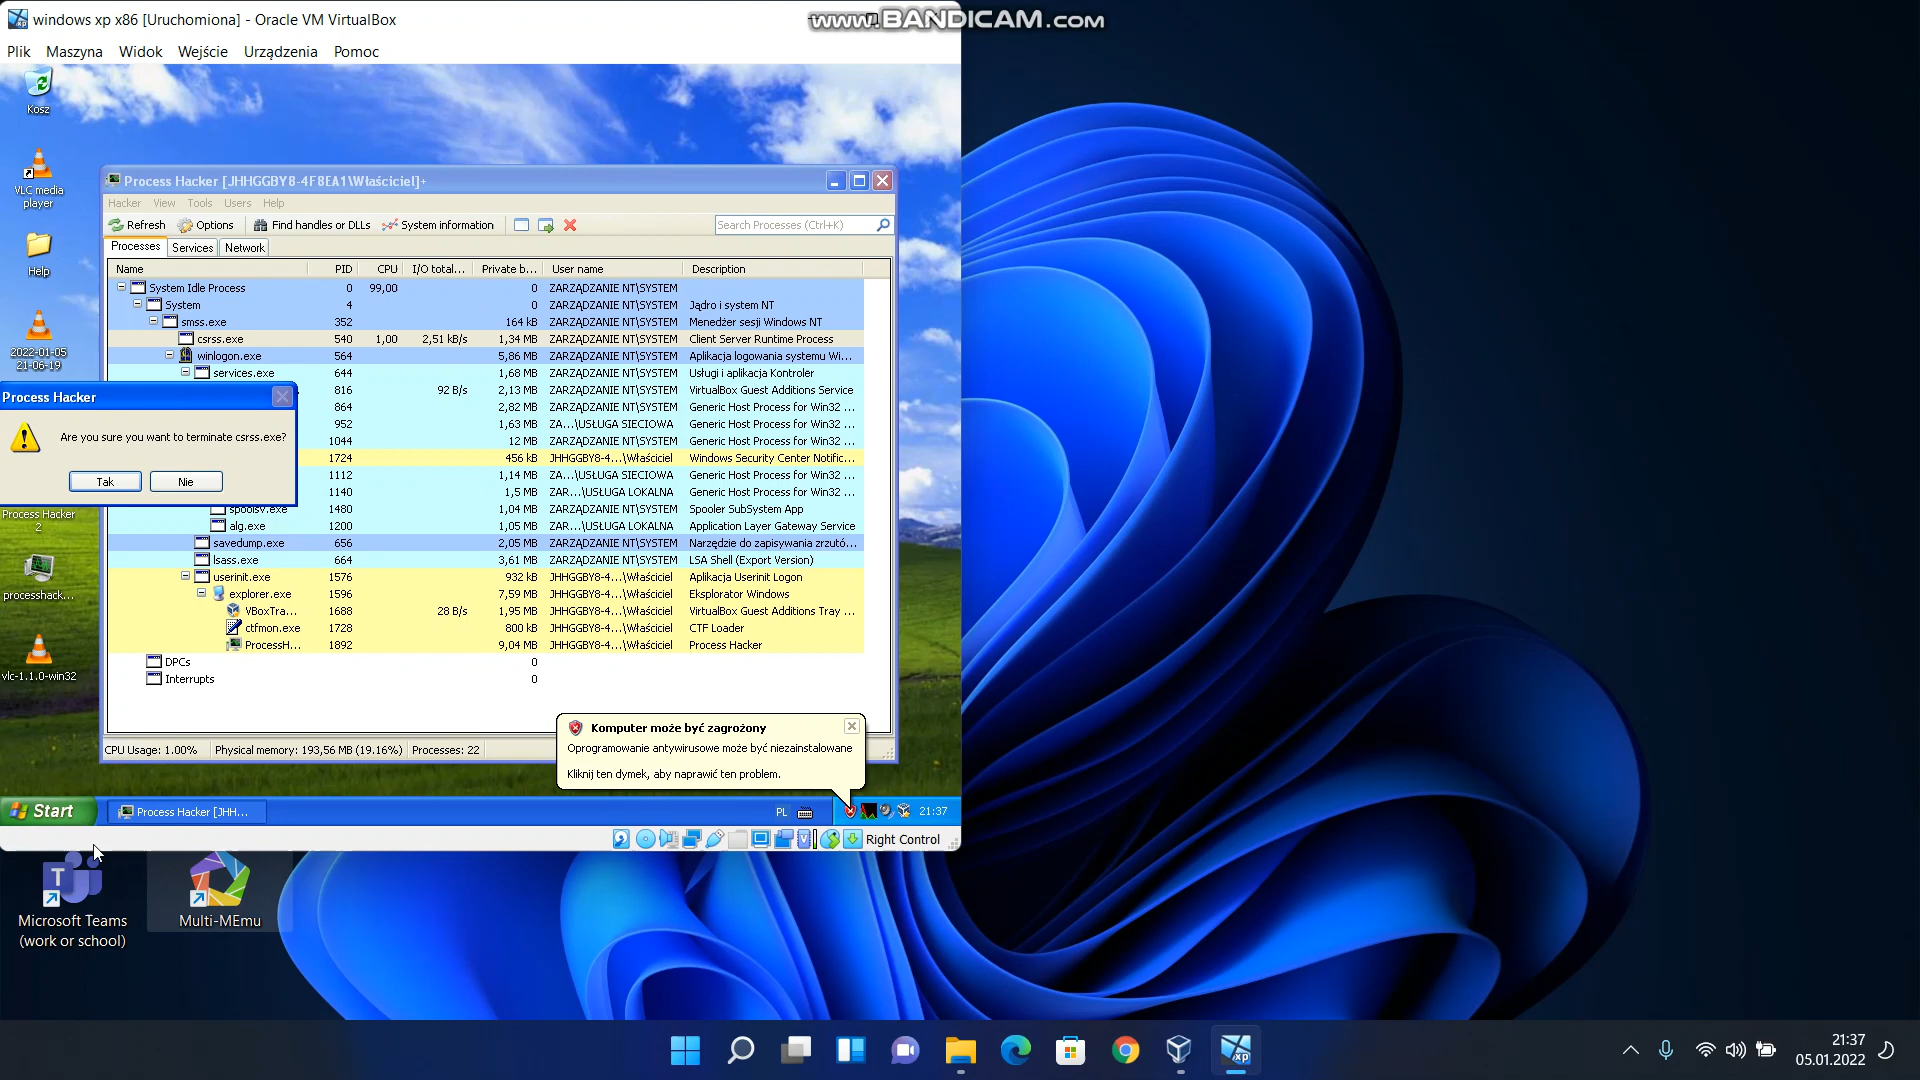 windows xp x86 [Uruchomiona] - Oracle VM VirtualBox
www.BANDICAM.com
Plik Maszyna Widok Wejście Urządzenia Pomoc
Kosz
VLC media
player
Help
2022-01-05
21-06-19
Process Hacker
2
processhack...
vlc-1.1.0-win32
Process Hacker [JHHGGBY8-4F8EA1\Właściciel]+
Hacker View Tools Users Help
Refresh Options Find handles or DLLs System information Search Processes (Ctrl+K)
Processes Services Network
Name PID CPU I/O total... Private b... User name Description
System Idle Process 0 99,00 0 ZARZĄDZANIE NT\SYSTEM
System 4 0 ZARZĄDZANIE NT\SYSTEM Jądro i system NT
smss.exe 352 164 kB ZARZĄDZANIE NT\SYSTEM Menedżer sesji Windows NT
csrss.exe 540 1,00 2,51 kB/s 1,34 MB ZARZĄDZANIE NT\SYSTEM Client Server Runtime Process
winlogon.exe 564 5,86 MB ZARZĄDZANIE NT\SYSTEM Aplikacja logowania systemu Wi...
services.exe 644 1,68 MB ZARZĄDZANIE NT\SYSTEM Usługi i aplikacja Kontroler
816 92 B/s 2,13 MB ZARZĄDZANIE NT\SYSTEM VirtualBox Guest Additions Service
864 2,82 MB ZARZĄDZANIE NT\SYSTEM Generic Host Process for Win32 ...
952 1,63 MB ZA...\USŁUGA SIECIOWA Generic Host Process for Win32 ...
1044 12 MB ZARZĄDZANIE NT\SYSTEM Generic Host Process for Win32 ...
1724 456 kB JHHGGBY8-4...\Właściciel Windows Security Center Notific...
1112 1,14 MB ZA...\USŁUGA SIECIOWA Generic Host Process for Win32 ...
1140 1,5 MB ZAR...\USŁUGA LOKALNA Generic Host Process for Win32 ...
spoolsv.exe 1480 1,04 MB ZARZĄDZANIE NT\SYSTEM Spooler SubSystem App
alg.exe 1200 1,05 MB ZAR...\USŁUGA LOKALNA Application Layer Gateway Service
savedump.exe 656 2,05 MB ZARZĄDZANIE NT\SYSTEM Narzędzie do zapisywania zrzutó...
lsass.exe 664 3,61 MB ZARZĄDZANIE NT\SYSTEM LSA Shell (Export Version)
userinit.exe 1576 932 kB JHHGGBY8-4...\Właściciel Aplikacja Userinit Logon
explorer.exe 1596 7,59 MB JHHGGBY8-4...\Właściciel Eksplorator Windows
VBoxTra... 1688 28 B/s 1,95 MB JHHGGBY8-4...\Właściciel VirtualBox Guest Additions Tray ...
ctfmon.exe 1728 800 kB JHHGGBY8-4...\Właściciel CTF Loader
ProcessH... 1892 9,04 MB JHHGGBY8-4...\Właściciel Process Hacker
DPCs 0
Interrupts 0
CPU Usage: 1.00% Physical memory: 193,56 MB (19.16%) Processes: 22
Process Hacker
Are you sure you want to terminate csrss.exe?
Tak Nie
Komputer może być zagrożony
Oprogramowanie antywirusowe może być niezainstalowane
Kliknij ten dymek, aby naprawić ten problem.
Start Process Hacker [JHH... PL 21:37
Right Control
Microsoft Teams
(work or school)
Multi-MEmu
21:37
05.01.2022